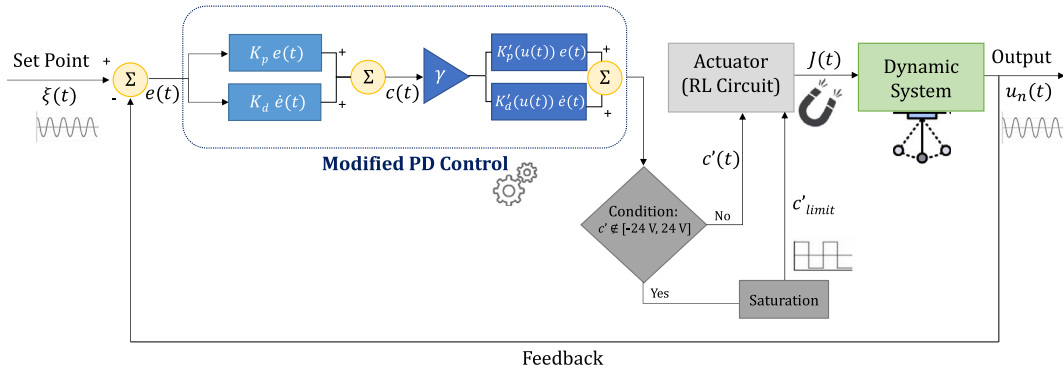 Set Point
+
ξ(t)
-
Σ
e(t)
K_p e(t)
K_d ė(t)
+
+
Σ
c(t)
γ
K'_p(u(t)) e(t)
K'_d(u(t)) ė(t)
+
+
Σ
Modified PD Control
Actuator
(RL Circuit)
J(t)
Dynamic
System
Output
u_n(t)
c'(t)
c'_limit
Condition:
c' ∉ [-24 V, 24 V]
No
Yes
Saturation
Feedback